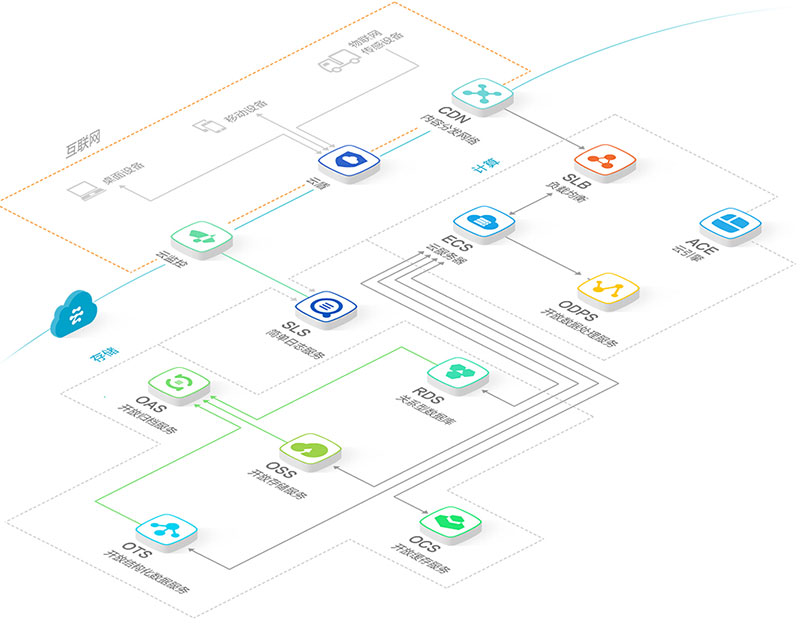 物联网
传感设备
移动设备
互联网
桌面设备
CDN
内容分发网络
云盾
计算
SLB
负载均衡
ECS
云服务器
ACE
云引擎
云监控
ODPS
开放数据处理服务
SLS
简单日志服务
存储
RDS
关系型数据库
OAS
开放归档服务
OSS
开放存储服务
OTS
开放结构化数据服务
OCS
开放缓存服务